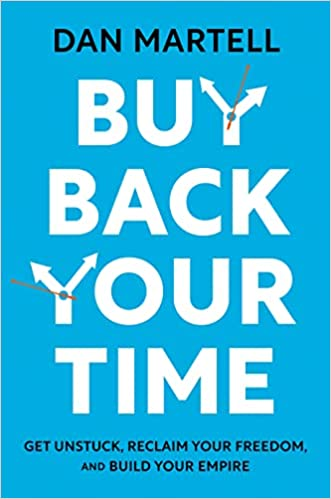 DAN MARTELL
BUY
BACK
YOUR
TIME
GET UNSTUCK, RECLAIM YOUR FREEDOM,
AND BUILD YOUR EMPIRE